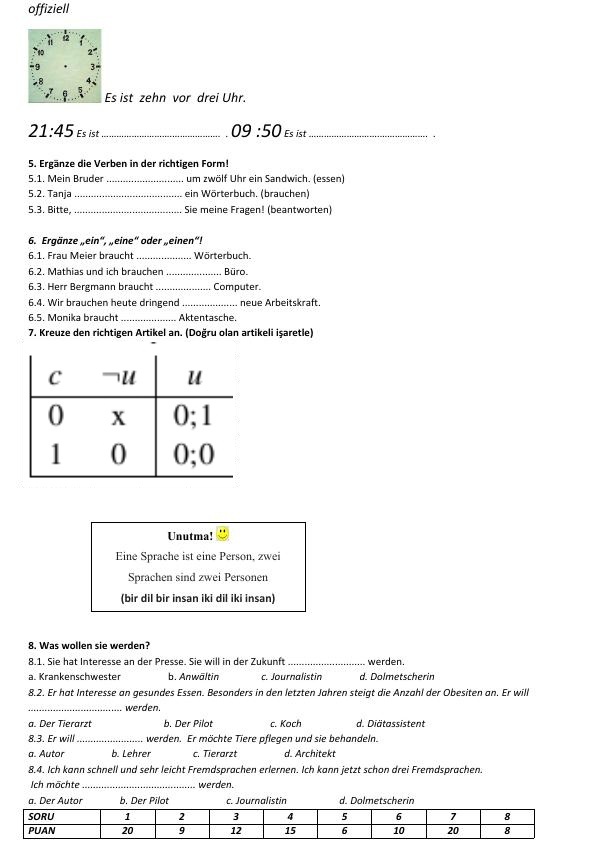 offiziell
12
11
1
10
2
9
3
8
4
7
5
6
Es ist zehn vor drei Uhr.
21:45 Es ist ................................................ . 09 :50 Es ist ................................................ .
5. Ergänze die Verben in der richtigen Form!
5.1. Mein Bruder ........................... um zwölf Uhr ein Sandwich. (essen)
5.2. Tanja ...................................... ein Wörterbuch. (brauchen)
5.3. Bitte, ...................................... Sie meine Fragen! (beantworten)
6. Ergänze „ein“, „eine“ oder „einen“!
6.1. Frau Meier braucht ................... Wörterbuch.
6.2. Mathias und ich brauchen ................... Büro.
6.3. Herr Bergmann braucht ................... Computer.
6.4. Wir brauchen heute dringend ................... neue Arbeitskraft.
6.5. Monika braucht ................... Aktentasche.
7. Kreuze den richtigen Artikel an. (Doğru olan artikeli işaretle)
c ¬u u
0 x 0;1
1 0 0;0
Unutma!
Eine Sprache ist eine Person, zwei
Sprachen sind zwei Personen
(bir dil bir insan iki dil iki insan)
8. Was wollen sie werden?
8.1. Sie hat Interesse an der Presse. Sie will in der Zukunft ........................... werden.
a. Krankenschwester b. Anwältin c. Journalistin d. Dolmetscherin
8.2. Er hat Interesse an gesundes Essen. Besonders in den letzten Jahren steigt die Anzahl der Obesiten an. Er will
................................. werden.
a. Der Tierarzt b. Der Pilot c. Koch d. Diätassistent
8.3. Er will ....................... werden. Er möchte Tiere pflegen und sie behandeln.
a. Autor b. Lehrer c. Tierarzt d. Architekt
8.4. Ich kann schnell und sehr leicht Fremdsprachen erlernen. Ich kann jetzt schon drei Fremdsprachen.
Ich möchte ........................................ werden.
a. Der Autor b. Der Pilot c. Journalistin d. Dolmetscherin
SORU 1 2 3 4 5 6 7 8
PUAN 20 9 12 15 6 10 20 8